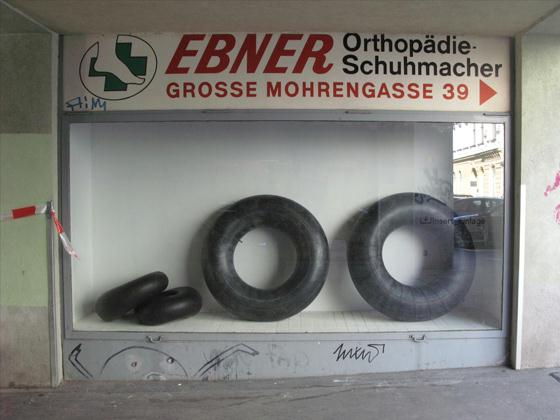 EBNER
Orthopädie-
Schuhmacher
GROSSE MOHRENGASSE 39